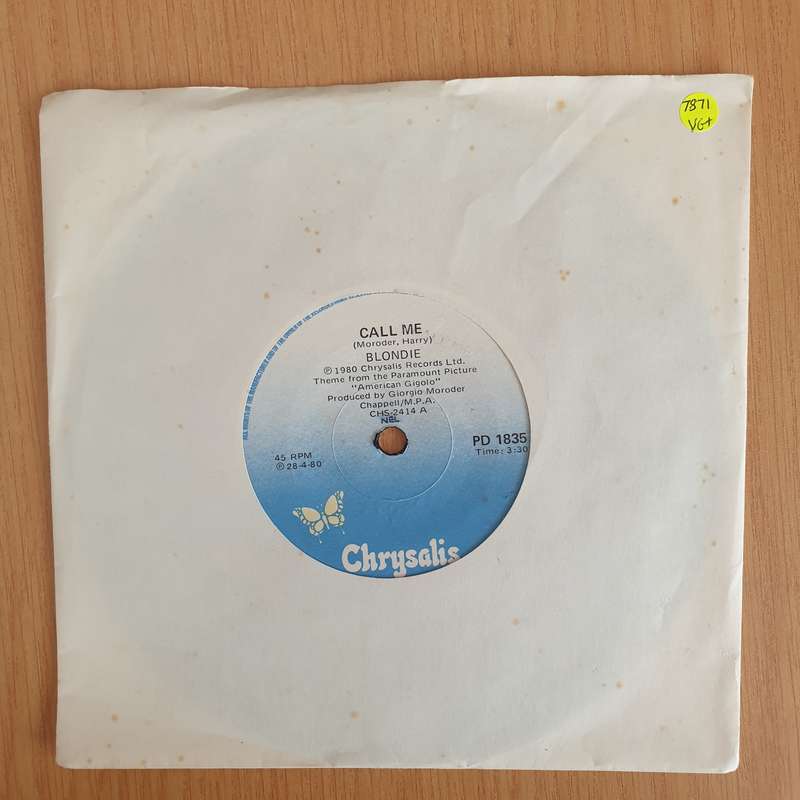 7871
VG+
CALL ME
(Moroder, Harry)
BLONDIE
℗ 1980 Chrysalis Records Ltd.
Theme from the Paramount Picture
"American Gigolo"
Produced by Giorgio Moroder
Chappell/M.P.A.
CHS-2414 A
45 RPM
℗ 28-4-80
PD 1835
Time: 3:30
Chrysalis